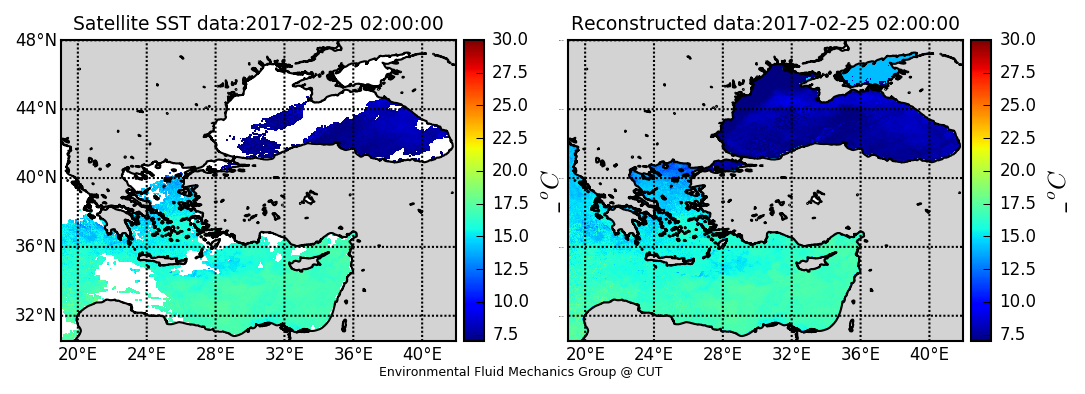 Satellite SST data:2017-02-25 02:00:00
48°N
44°N
40°N
36°N
32°N
20°E 24°E 28°E 32°E 36°E 40°E
30.0
27.5
25.0
22.5
20.0
17.5
15.0
12.5
10.0
7.5
_ °C
Reconstructed data:2017-02-25 02:00:00
20°E 24°E 28°E 32°E 36°E 40°E
30.0
27.5
25.0
22.5
20.0
17.5
15.0
12.5
10.0
7.5
_ °C
Environmental Fluid Mechanics Group @ CUT